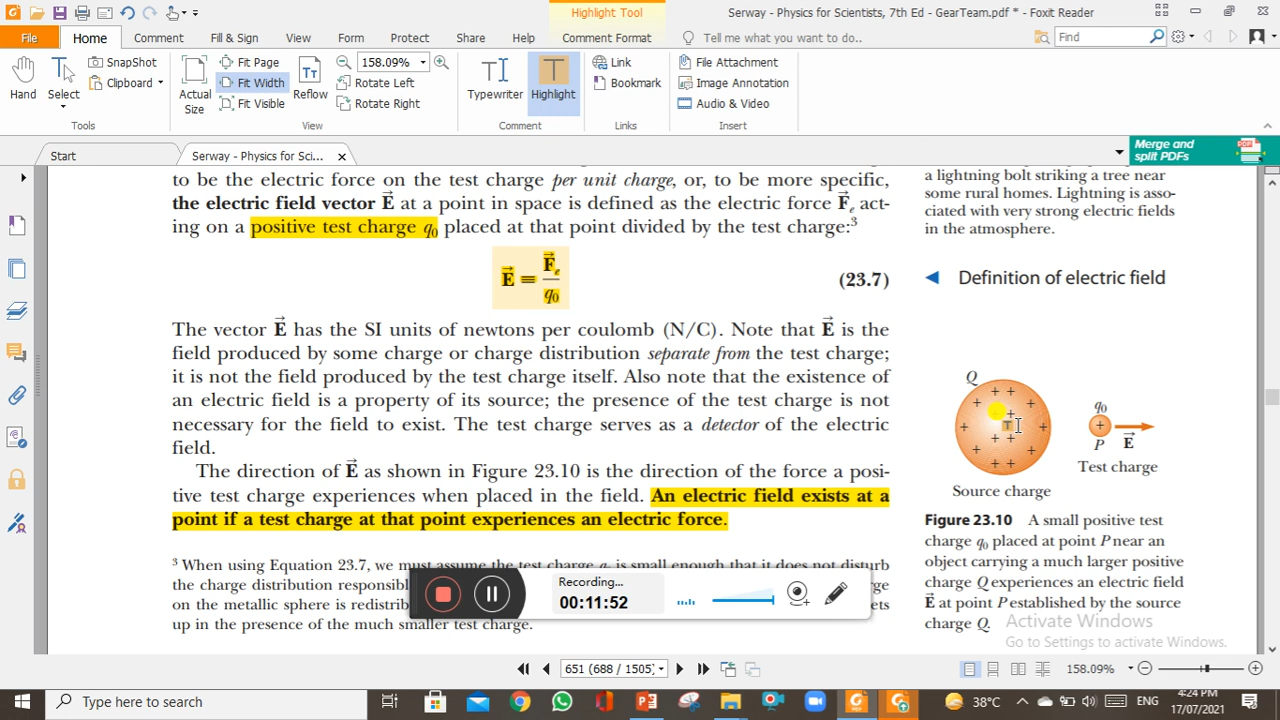 Highlight Tool
Serway - Physics for Scientists, 7th Ed - GearTeam.pdf * - Foxit Reader
File
Home
Comment
Fill & Sign
View
Form
Protect
Share
Help
Comment Format
Tell me what you want to do..
Find
Hand
Select
SnapShot
Clipboard
Actual Size
Fit Page
Fit Width
Fit Visible
Reflow
158.09%
Rotate Left
Rotate Right
Typewriter
Highlight
Link
Bookmark
File Attachment
Image Annotation
Audio & Video
Tools
View
Comment
Links
Insert
Start
Serway - Physics for Sci...
Merge and
split PDFs
to be the electric force on the test charge per unit charge, or, to be more specific,
the electric field vector E⃗ at a point in space is defined as the electric force F⃗e act-
ing on a positive test charge q0 placed at that point divided by the test charge:3
E⃗ ≡ F⃗e / q0 (23.7)
The vector E⃗ has the SI units of newtons per coulomb (N/C). Note that E⃗ is the
field produced by some charge or charge distribution separate from the test charge;
it is not the field produced by the test charge itself. Also note that the existence of
an electric field is a property of its source; the presence of the test charge is not
necessary for the field to exist. The test charge serves as a detector of the electric
field.
The direction of E⃗ as shown in Figure 23.10 is the direction of the force a posi-
tive test charge experiences when placed in the field. An electric field exists at a
point if a test charge at that point experiences an electric force.
3 When using Equation 23.7, we must assume the test charge q is small enough that it does not disturb
the charge distribution responsi
on the metallic sphere is redistrib
up in the presence of the much smaller test charge.
a lightning bolt striking a tree near
some rural homes. Lightning is asso-
ciated with very strong electric fields
in the atmosphere.
Definition of electric field
Q
q0
P
E⃗
Test charge
Source charge
Figure 23.10 A small positive test
charge q0 placed at point P near an
object carrying a much larger positive
charge Q experiences an electric field
E⃗ at point P established by the source
charge Q.
Recording...
00:11:52
Activate Windows
Go to Settings to activate Windows.
651 (688 / 1505)
158.09%
Type here to search
38°C
ENG
4:24 PM
17/07/2021